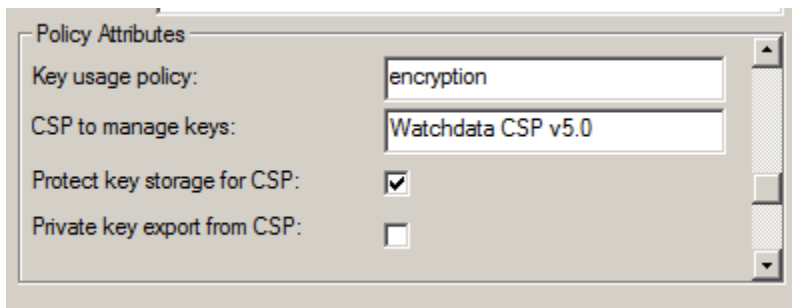 Policy Attributes
Key usage policy: encryption
CSP to manage keys: Watchdata CSP v5.0
Protect key storage for CSP:
Private key export from CSP: